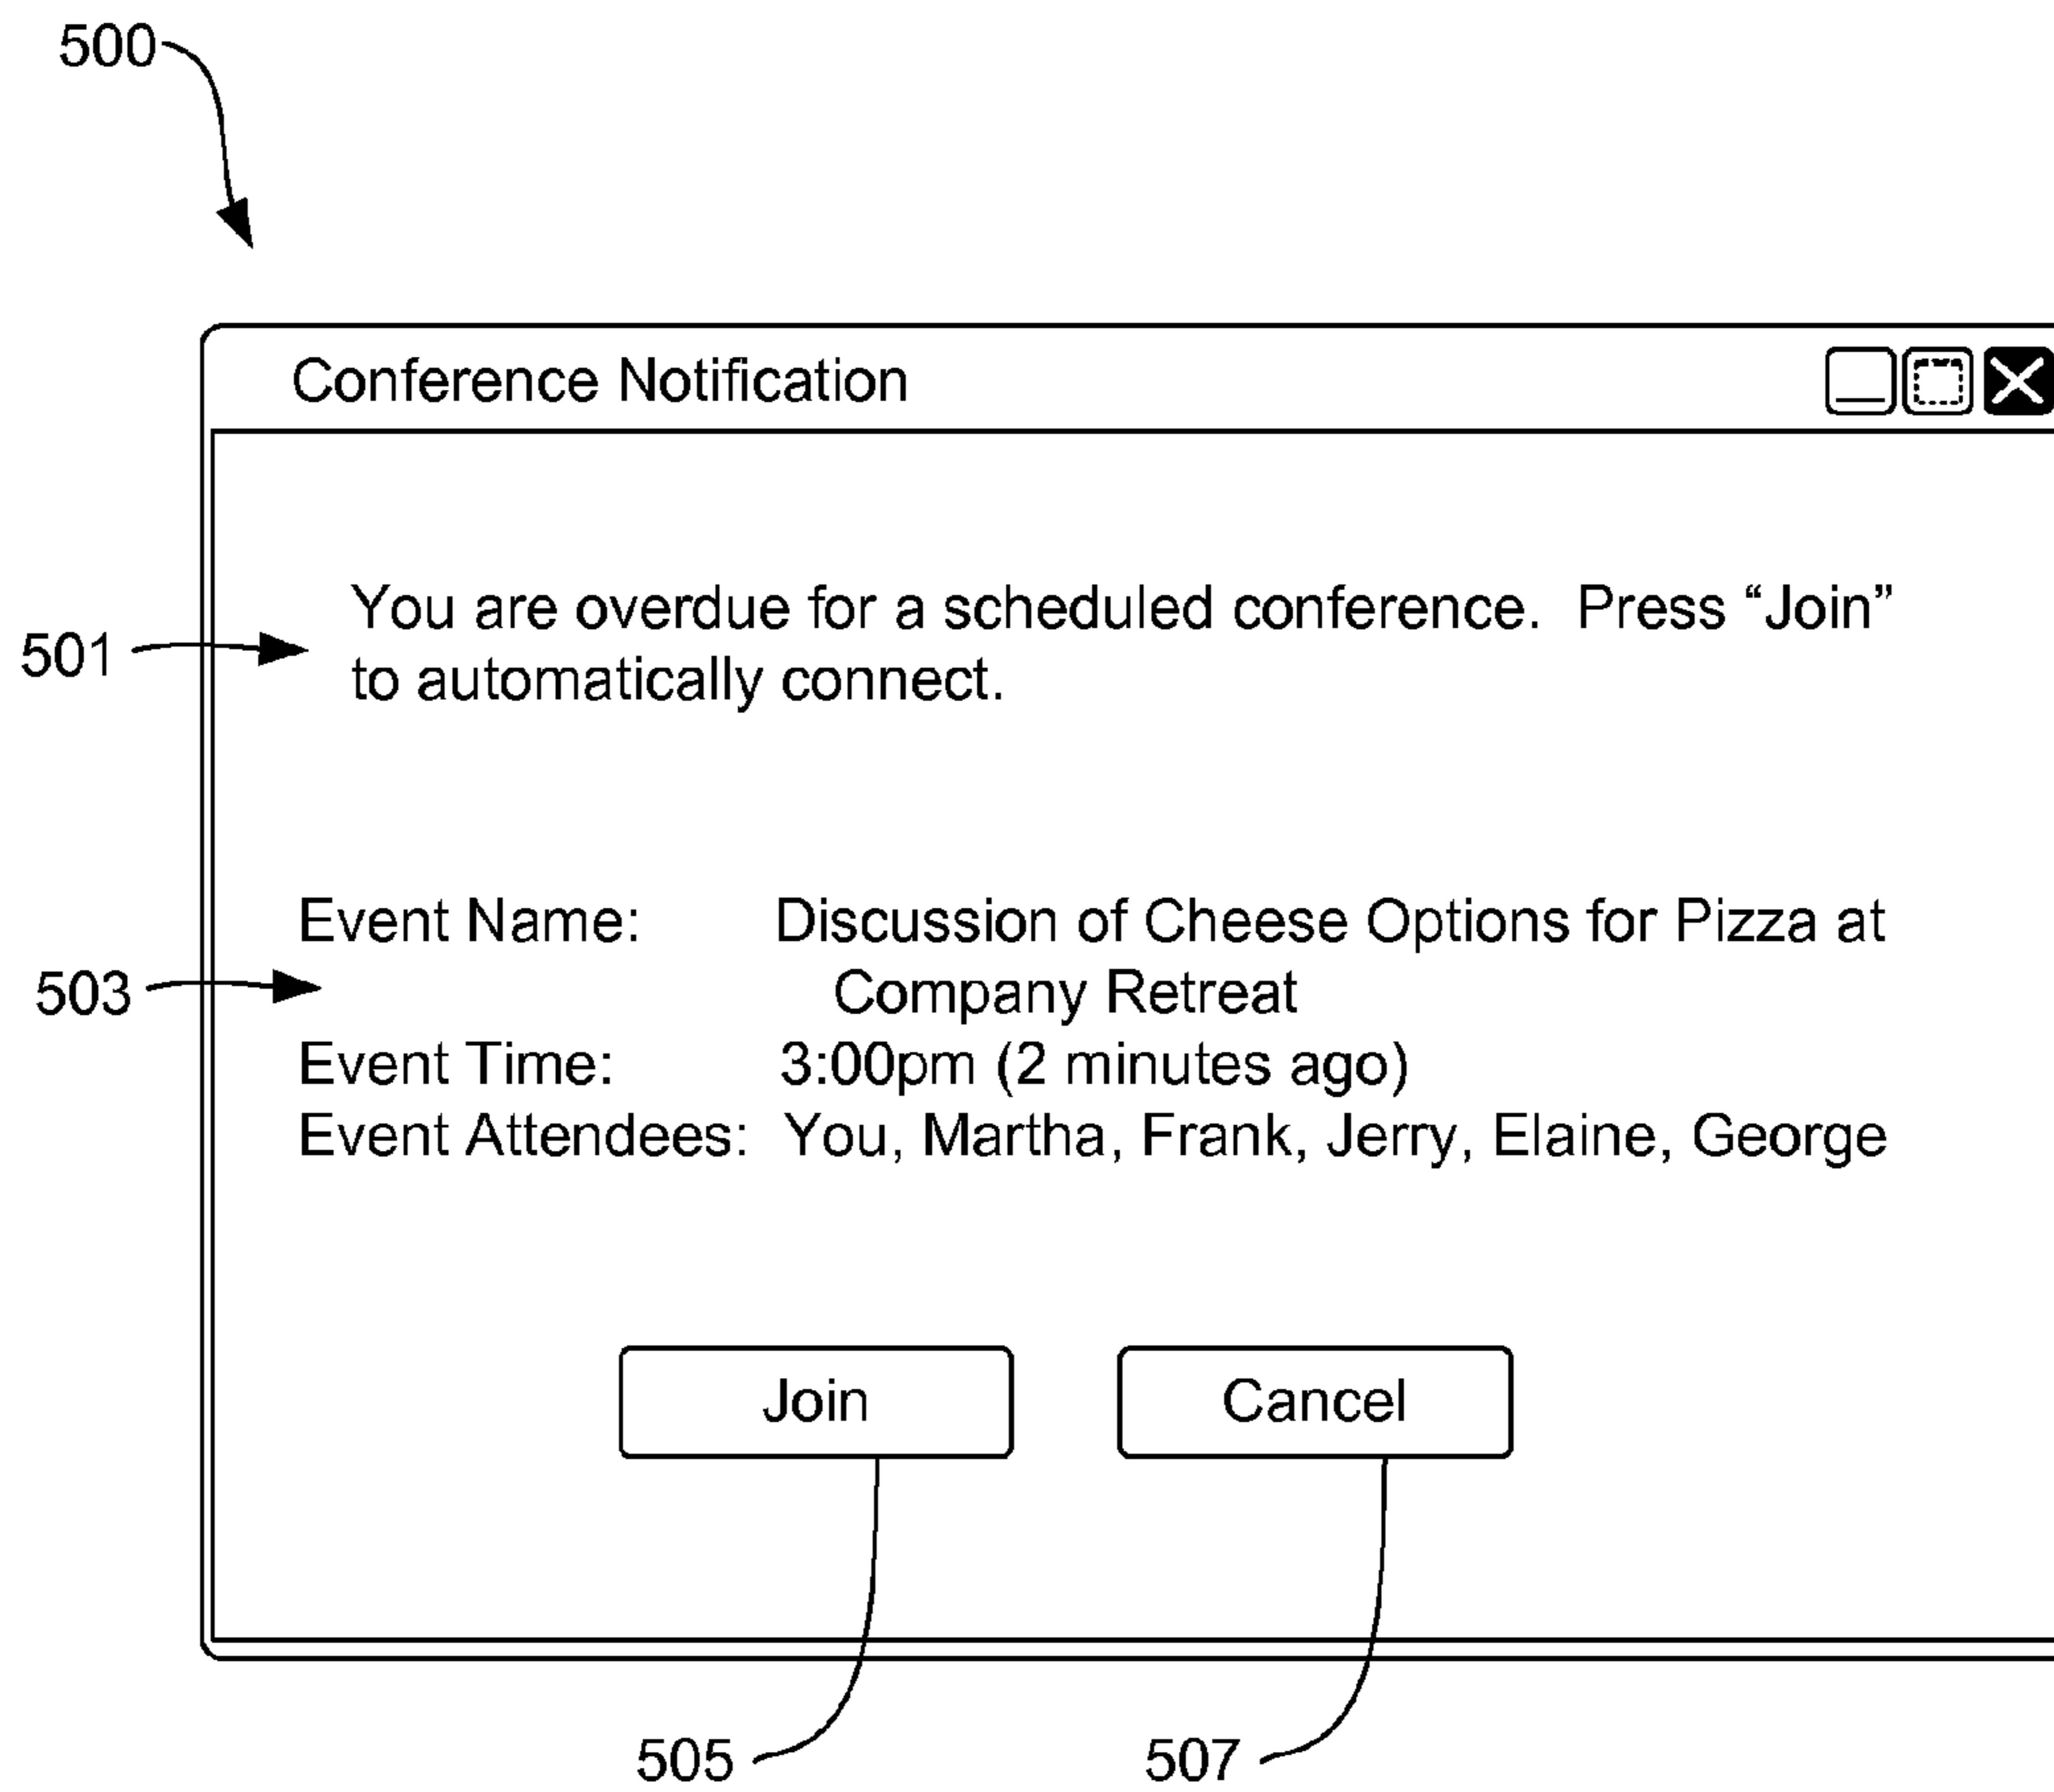 500
Conference Notification
You are overdue for a scheduled conference.  Press “Join”
501
to automatically connect.
Event Name: Discussion of Cheese Options for Pizza at
503
Company Retreat
Event Time: 3:00pm (2 minutes ago)
Event Attendees: You, Martha, Frank, Jerry, Elaine, George
Join Cancel
505 507